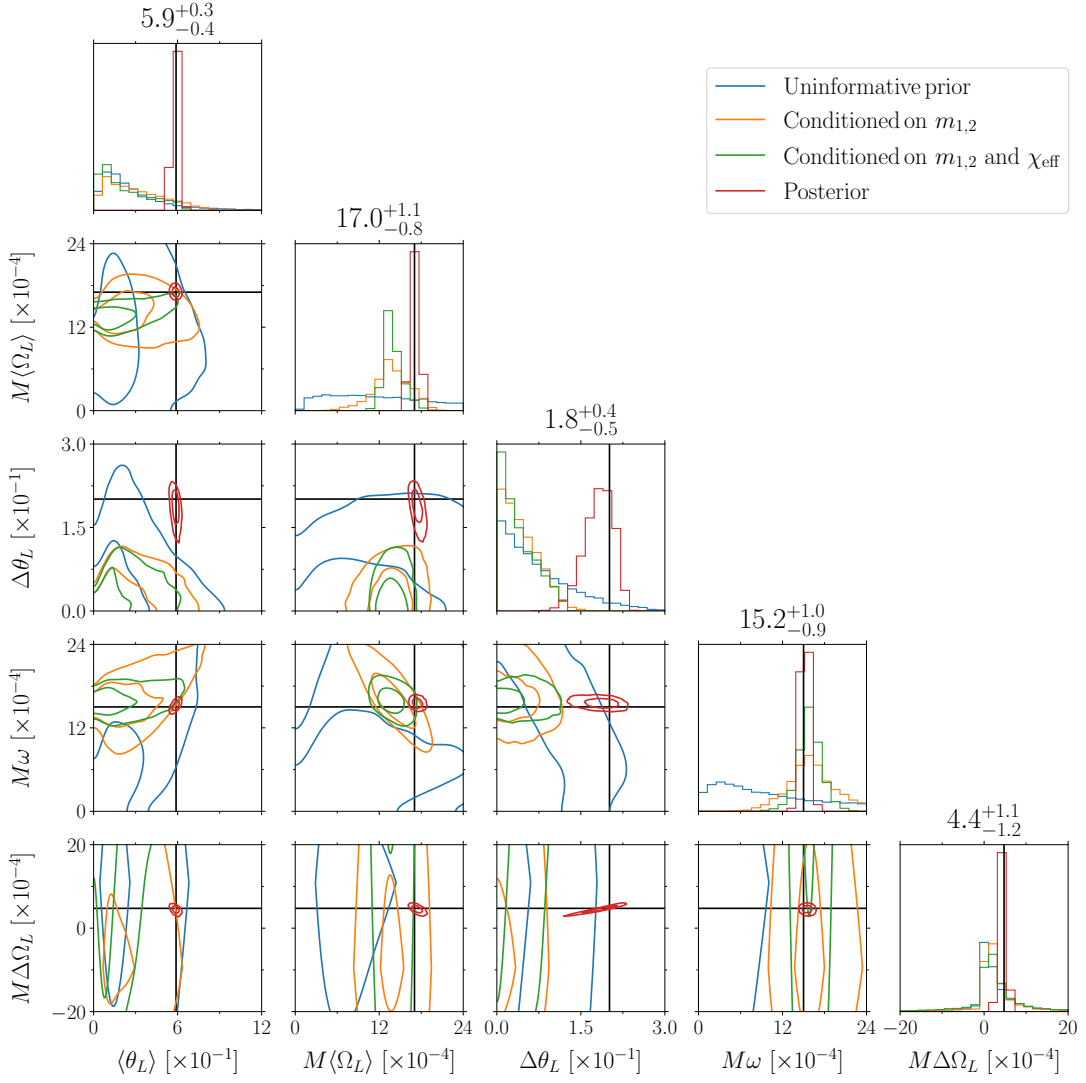 5.9^{+0.3}_{-0.4}
Uninformative prior
Conditioned on m_{1,2}
Conditioned on m_{1,2} and χ_{eff}
Posterior
17.0^{+1.1}_{-0.8}
M⟨Ω_L⟩ [×10^{-4}]
24
12
0
1.8^{+0.4}_{-0.5}
Δθ_L [×10^{-1}]
3.0
1.5
0.0
15.2^{+1.0}_{-0.9}
Mω [×10^{-4}]
24
12
0
4.4^{+1.1}_{-1.2}
MΔΩ_L [×10^{-4}]
20
0
−20
0 6 12
0 12 24
0.0 1.5 3.0
0 12 24
−20 0 20
⟨θ_L⟩ [×10^{-1}]
M⟨Ω_L⟩ [×10^{-4}]
Δθ_L [×10^{-1}]
Mω [×10^{-4}]
MΔΩ_L [×10^{-4}]